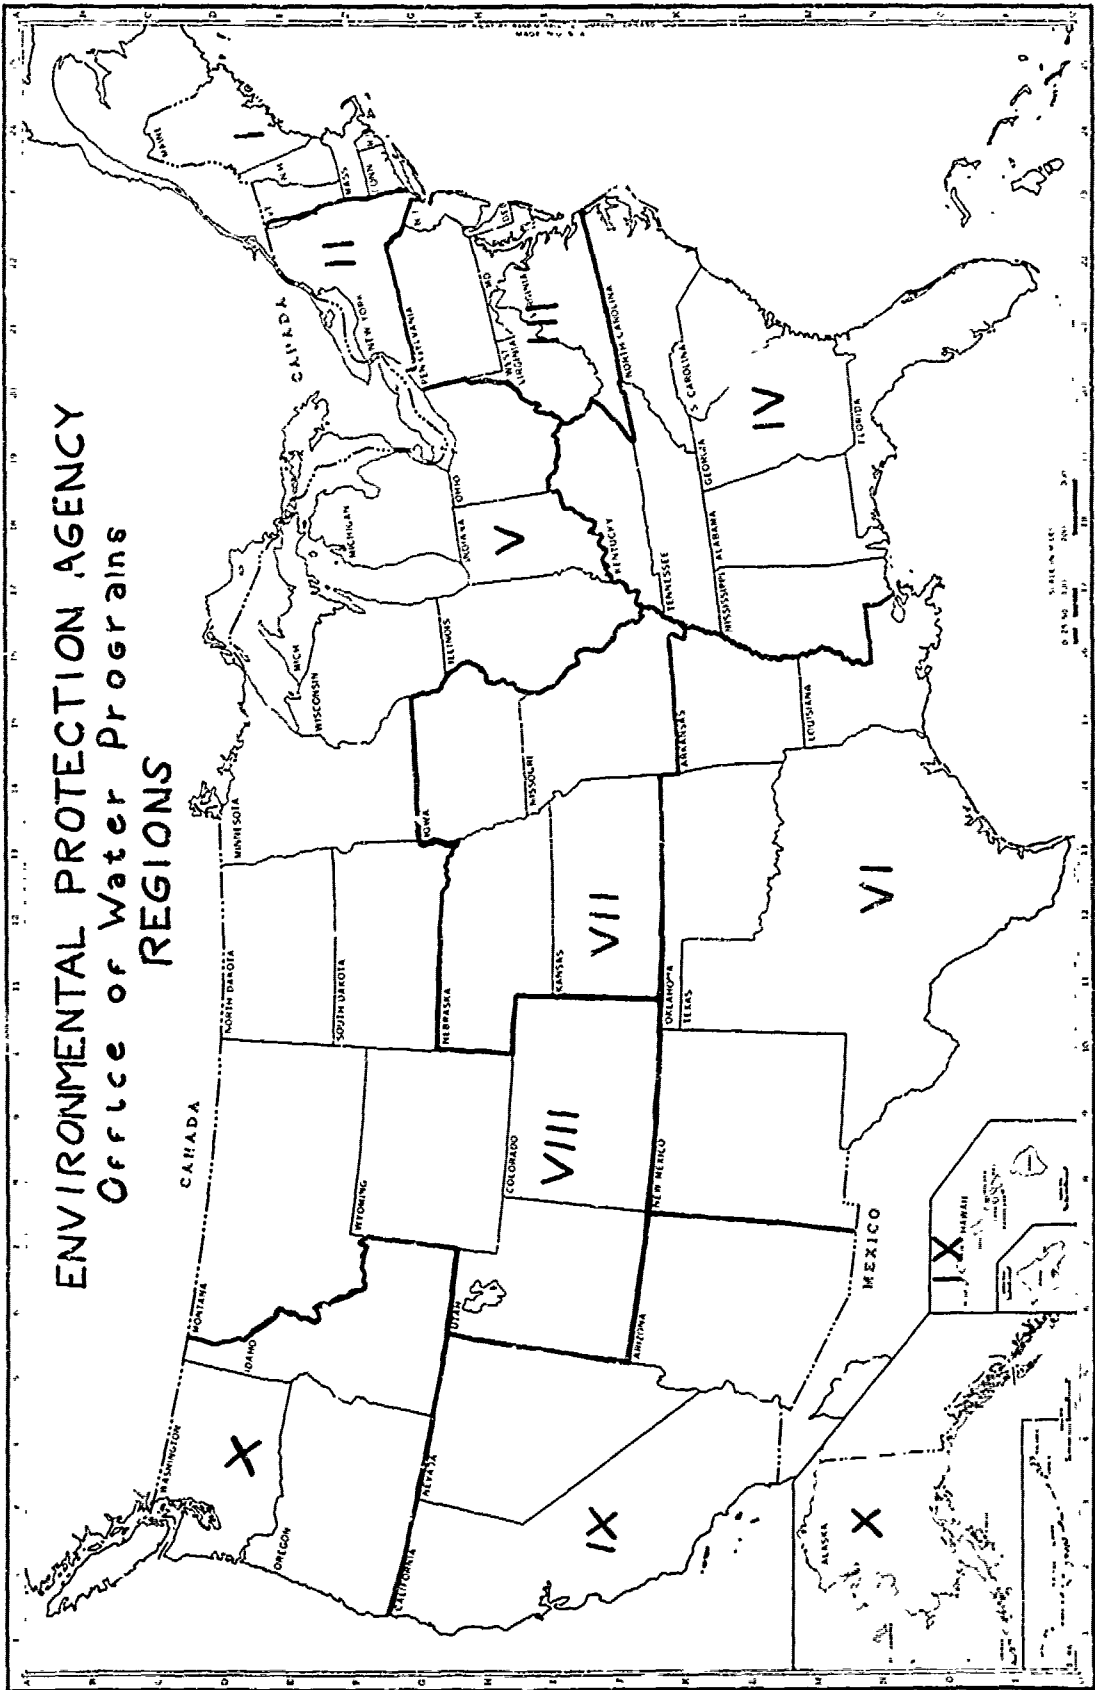 ENVIRONMENTAL PROTECTION AGENCY
Office of Water Programs
REGIONS
CANADA
CANADA
WASHINGTON
MONTANA
NORTH DAKOTA
MINNESOTA
MAINE
I
N H
MASS
CONN
X
IDAHO
SOUTH DAKOTA
WISCONSIN
MICH
MICHIGAN
NEW YORK
II
OREGON
WYOMING
NEBRASKA
IOWA
ILLINOIS
INDIANA
OHIO
PENNSYLVANIA
N J
CALIFORNIA
NEVADA
UTAH
COLORADO
VIII
KANSAS
VII
MISSOURI
V
WEST
VIRGINIA
MD
DEL
VIRGINIA
III
KENTUCKY
IX
ARIZONA
NEW MEXICO
OKLAHOMA
TEXAS
ARKANSAS
TENNESSEE
NORTH CAROLINA
S CAROLINA
MISSISSIPPI
ALABAMA
GEORGIA
IV
LOUISIANA
FLORIDA
VI
MEXICO
ALASKA
X
IX
HAWAII